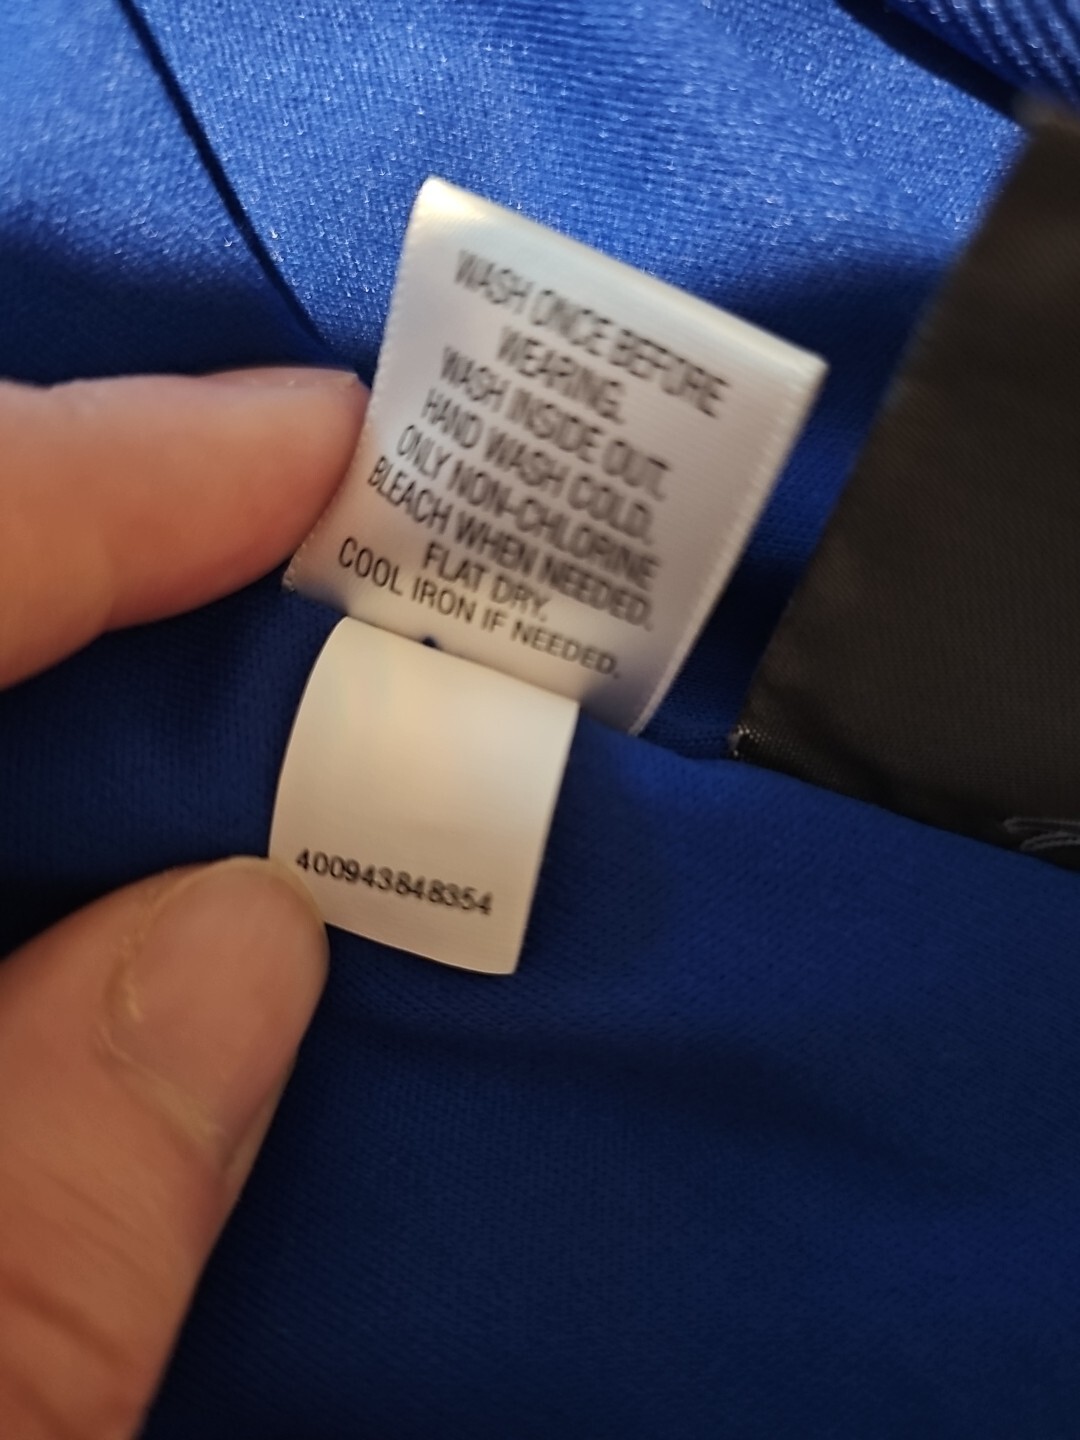 WASH ONCE BEFORE
WEARING.
WASH INSIDE OUT.
HAND WASH COLD.
ONLY NON-CHLORINE
BLEACH WHEN NEEDED.
FLAT DRY.
COOL IRON IF NEEDED.
400943848354